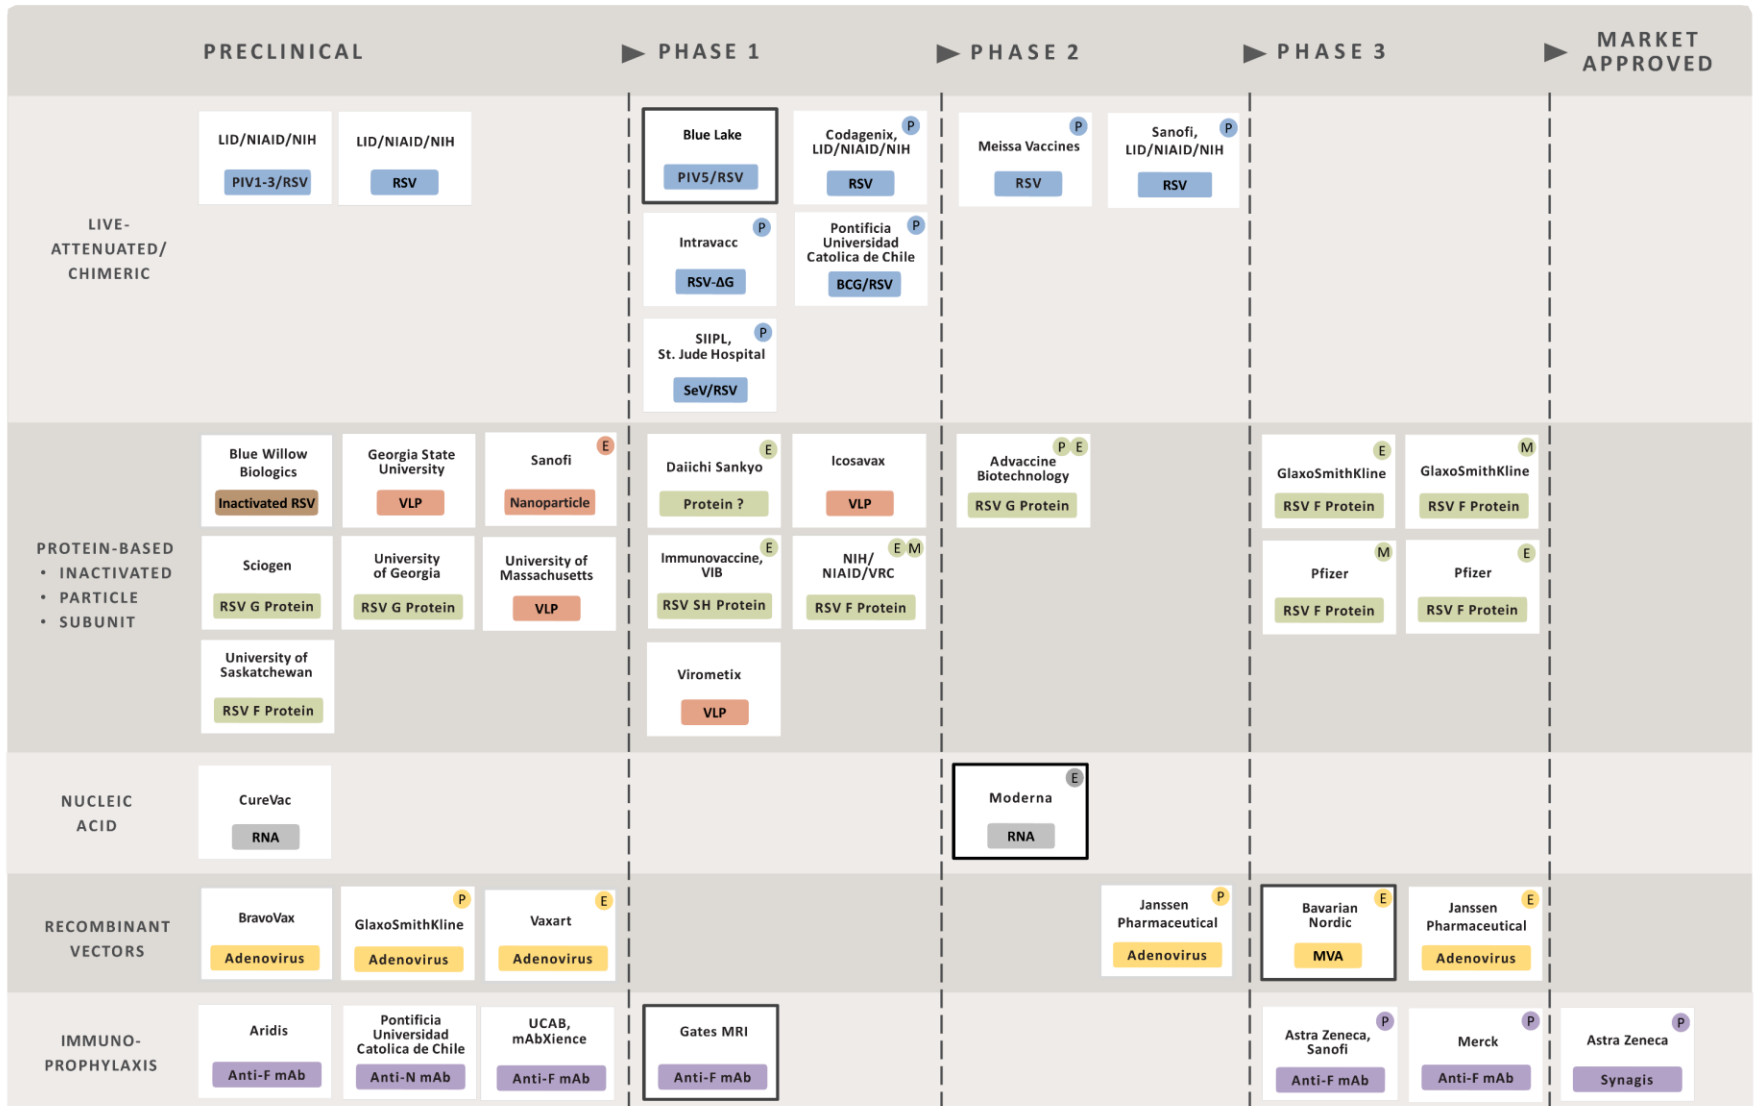 PRECLINICAL
PHASE 1
PHASE 2
PHASE 3
MARKET
APPROVED
LIVE-
ATTENUATED/
CHIMERIC
LID/NIAID/NIH
PIV1-3/RSV
LID/NIAID/NIH
RSV
Blue Lake
PIV5/RSV
P
Codagenix,
LID/NIAID/NIH
RSV
P
Meissa Vaccines
RSV
P
Sanofi,
LID/NIAID/NIH
RSV
P
Intravacc
RSV-ΔG
P
Pontificia
Universidad
Catolica de Chile
BCG/RSV
P
SIIPL,
St. Jude Hospital
SeV/RSV
PROTEIN-BASED
• INACTIVATED
• PARTICLE
• SUBUNIT
Blue Willow
Biologics
Inactivated RSV
Georgia State
University
VLP
E
Sanofi
Nanoparticle
E
Daiichi Sankyo
Protein ?
Icosavax
VLP
P E
Advaccine
Biotechnology
RSV G Protein
E
GlaxoSmithKline
RSV F Protein
M
GlaxoSmithKline
RSV F Protein
Sciogen
RSV G Protein
University
of Georgia
RSV G Protein
University of
Massachusetts
VLP
E
Immunovaccine,
VIB
RSV SH Protein
E M
NIH/
NIAID/VRC
RSV F Protein
M
Pfizer
RSV F Protein
E
Pfizer
RSV F Protein
University of
Saskatchewan
RSV F Protein
Virometix
VLP
NUCLEIC
ACID
CureVac
RNA
E
Moderna
RNA
RECOMBINANT
VECTORS
BravoVax
Adenovirus
P
GlaxoSmithKline
Adenovirus
E
Vaxart
Adenovirus
P
Janssen
Pharmaceutical
Adenovirus
E
Bavarian
Nordic
MVA
E
Janssen
Pharmaceutical
Adenovirus
IMMUNO-
PROPHYLAXIS
Aridis
Anti-F mAb
Pontificia
Universidad
Catolica de Chile
Anti-N mAb
UCAB,
mAbXience
Anti-F mAb
Gates MRI
Anti-F mAb
P
Astra Zeneca,
Sanofi
Anti-F mAb
P
Merck
Anti-F mAb
P
Astra Zeneca
Synagis